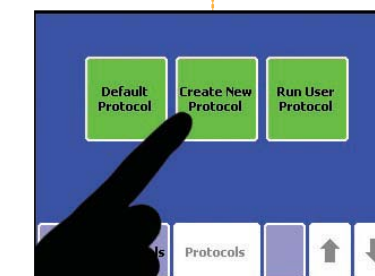 Default
Protocol
Create New
Protocol
Run User
Protocol
Protocols